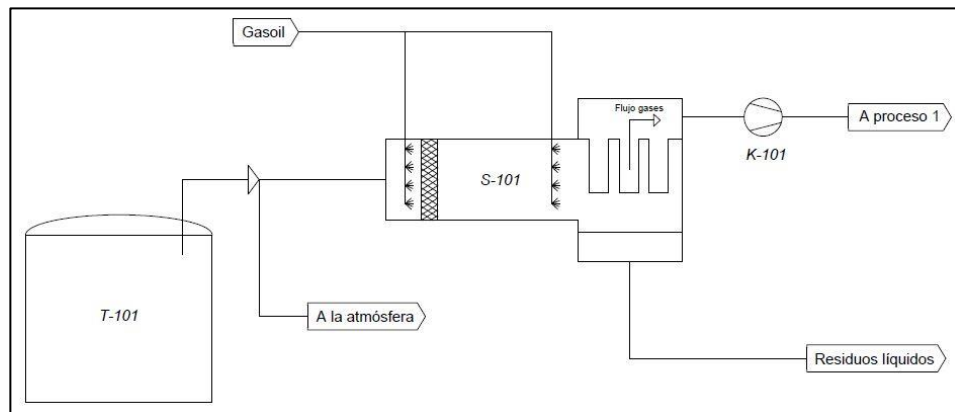 Gasoil
Flujo gases
A proceso 1
K-101
S-101
T-101
A la atmósfera
Residuos líquidos